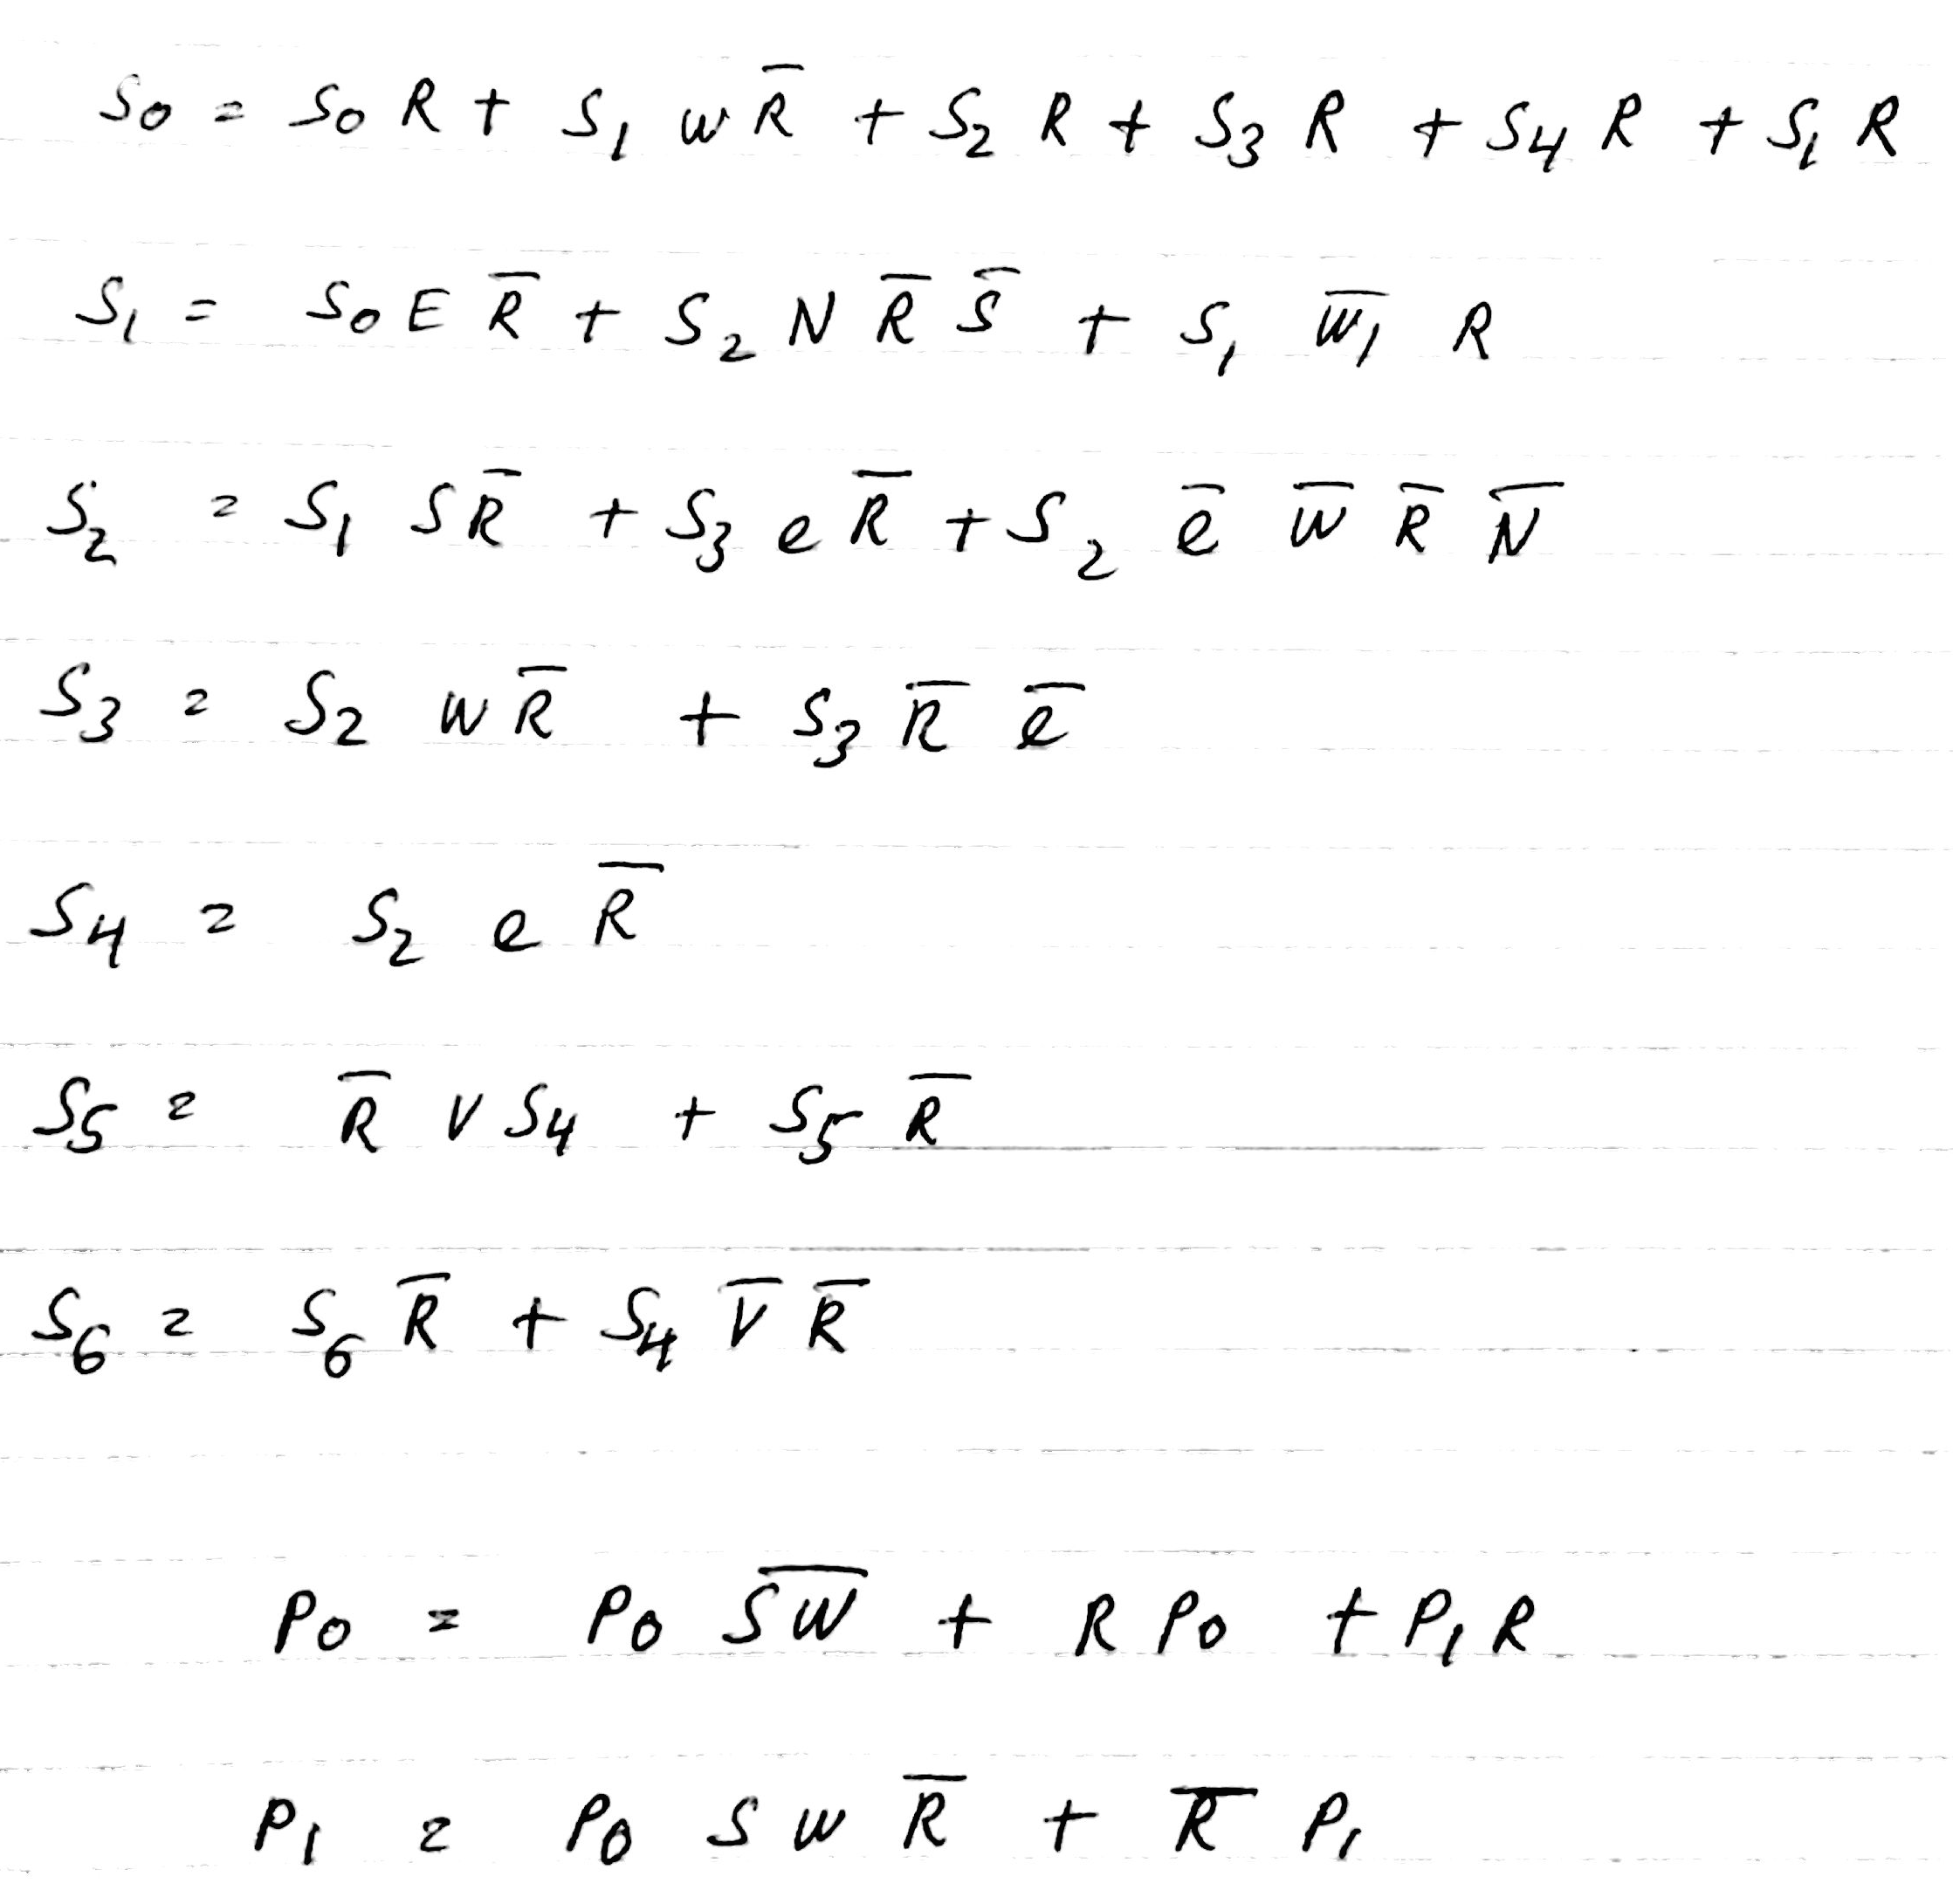 S0 = S0 R + S1 W R̅ + S2 R + S3 R + S4 R + S1 R
S1 = S0 E R̅ + S2 N R̅ S̅ + S1 W̅1̅ R
S2 = S1 S R̅ + S3 e R̅ + S2 e̅ W̅ R̅ N̅
S3 = S2 W R̅ + S3 R̅ e̅
S4 = S2 e R̅
S5 = R̅ V S4 + S5 R̅
S6 = S6 R̅ + S4 V̅ R̅
P0 = P0 S̅W̅ + R P0 + P1 R
P1 = P0 S W R̅ + R̅ P1